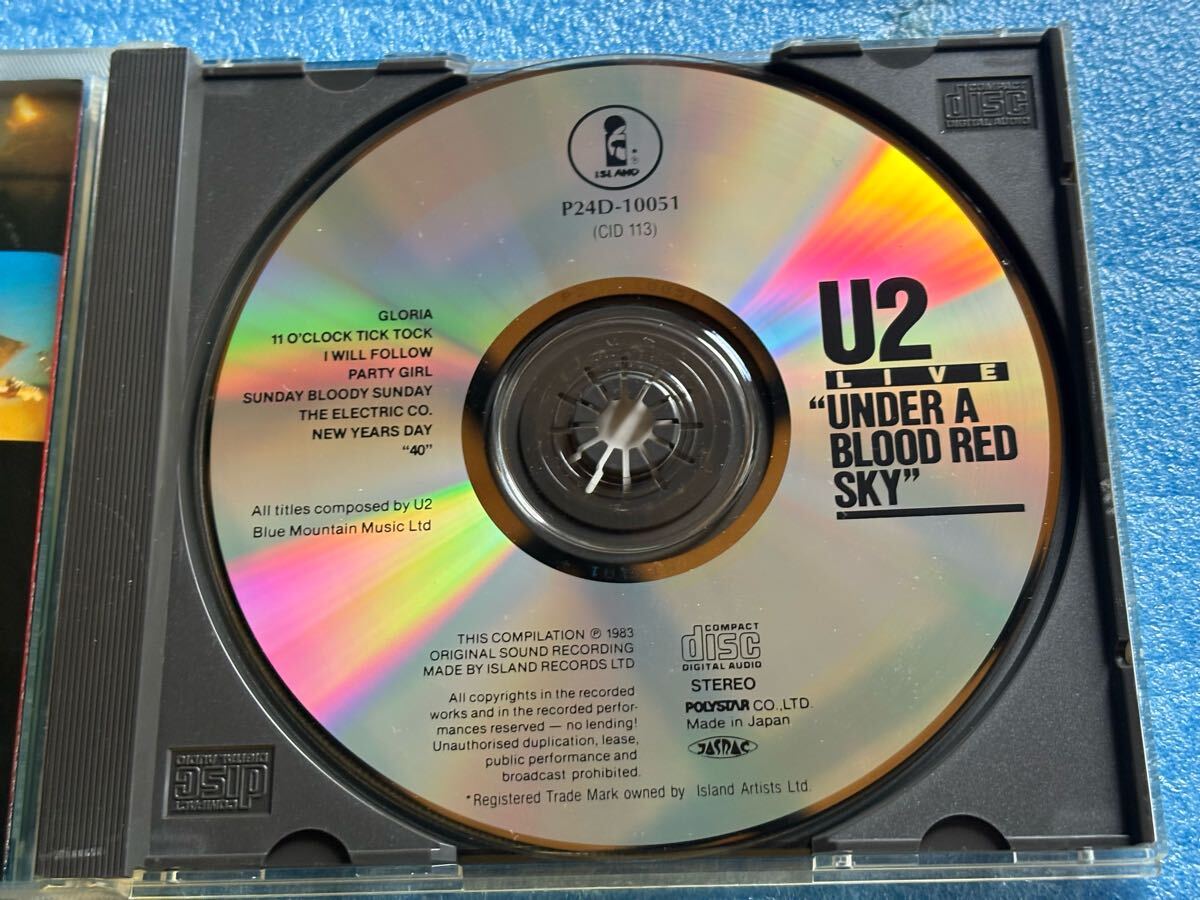 ISLAND
P24D-10051
(CID 113)
GLORIA
11 O'CLOCK TICK TOCK
I WILL FOLLOW
PARTY GIRL
SUNDAY BLOODY SUNDAY
THE ELECTRIC CO.
NEW YEARS DAY
"40"
All titles composed by U2
Blue Mountain Music Ltd
U2
LIVE
"UNDER A
BLOOD RED
SKY"
THIS COMPILATION ℗ 1983
ORIGINAL SOUND RECORDING
MADE BY ISLAND RECORDS LTD
All copyrights in the recorded
works and in the recorded perfor-
mances reserved — no lending!
Unauthorised duplication, lease,
public performance and
broadcast prohibited.
*Registered Trade Mark owned by Island Artists Ltd.
COMPACT
disc
DIGITAL AUDIO
STEREO
POLYSTAR CO.,LTD.
Made in Japan
JASRAC
COMPACT
disc
DIGITAL AUDIO
COMPACT
disc
DIGITAL AUDIO